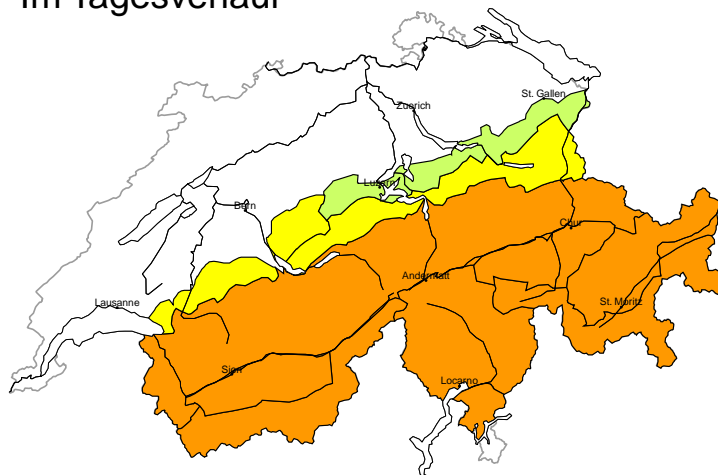 im Tagesverlauf
St. Gallen
Zuerich
Luzern
Bern
Chur
Andermatt
Lausanne
St. Moritz
Sion
Locarno